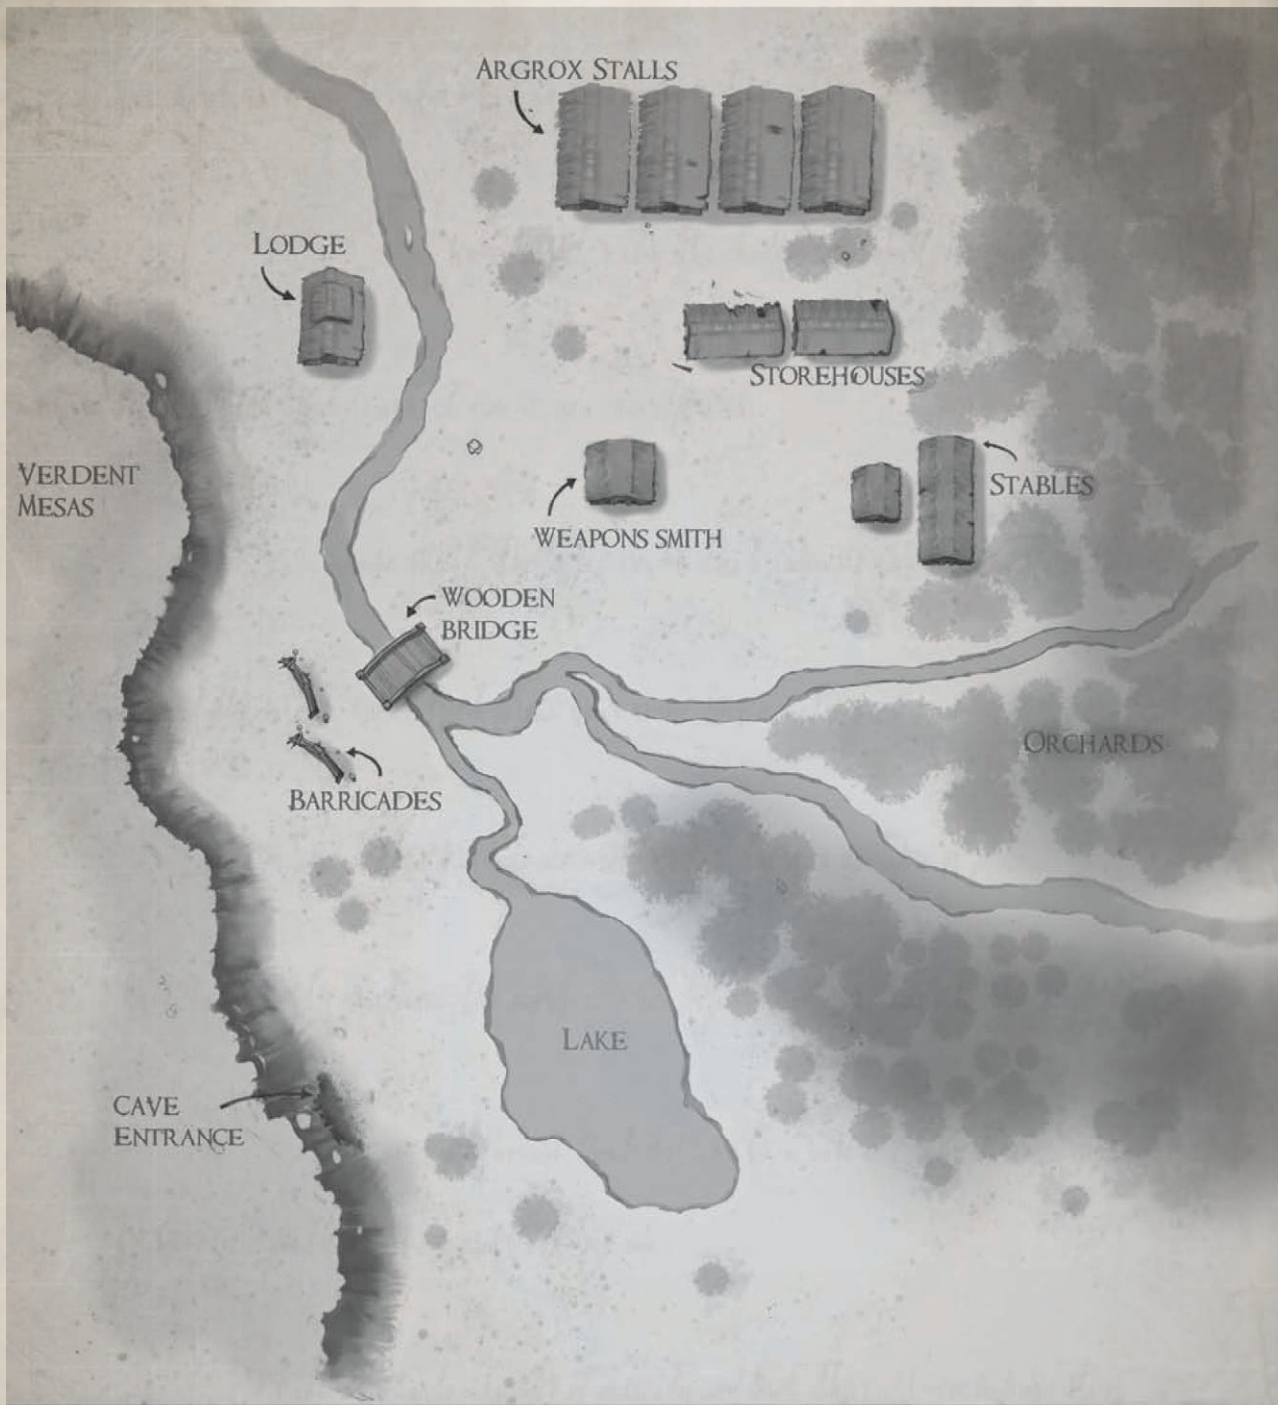 ARGROX STALLS
LODGE
STOREHOUSES
VERDENT
MESAS
STABLES
WEAPONS SMITH
WOODEN
BRIDGE
ORCHARDS
BARRICADES
LAKE
CAVE
ENTRANCE